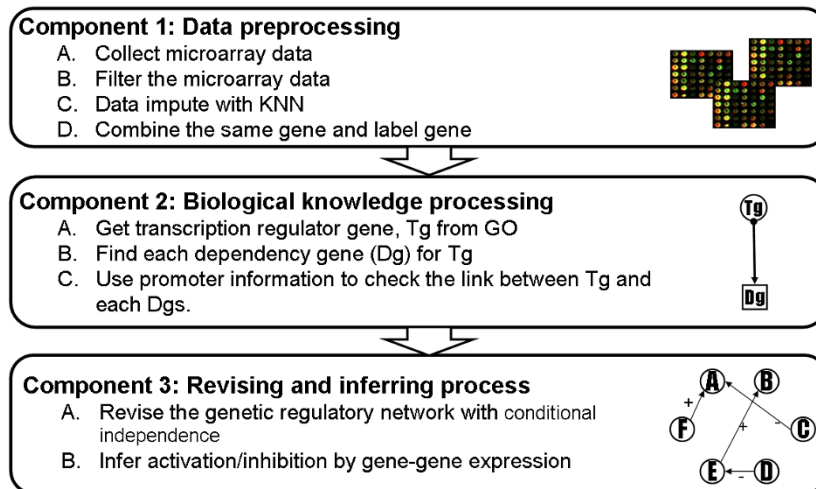 Component 1: Data preprocessing
A. Collect microarray data
B. Filter the microarray data
C. Data impute with KNN
D. Combine the same gene and label gene
Component 2: Biological knowledge processing
A. Get transcription regulator gene, Tg from GO
B. Find each dependency gene (Dg) for Tg
C. Use promoter information to check the link between Tg and
each Dgs.
Tg
Dg
Component 3: Revising and inferring process
A. Revise the genetic regulatory network with conditional
independence
B. Infer activation/inhibition by gene-gene expression
A B
+ -
F + C
E - D